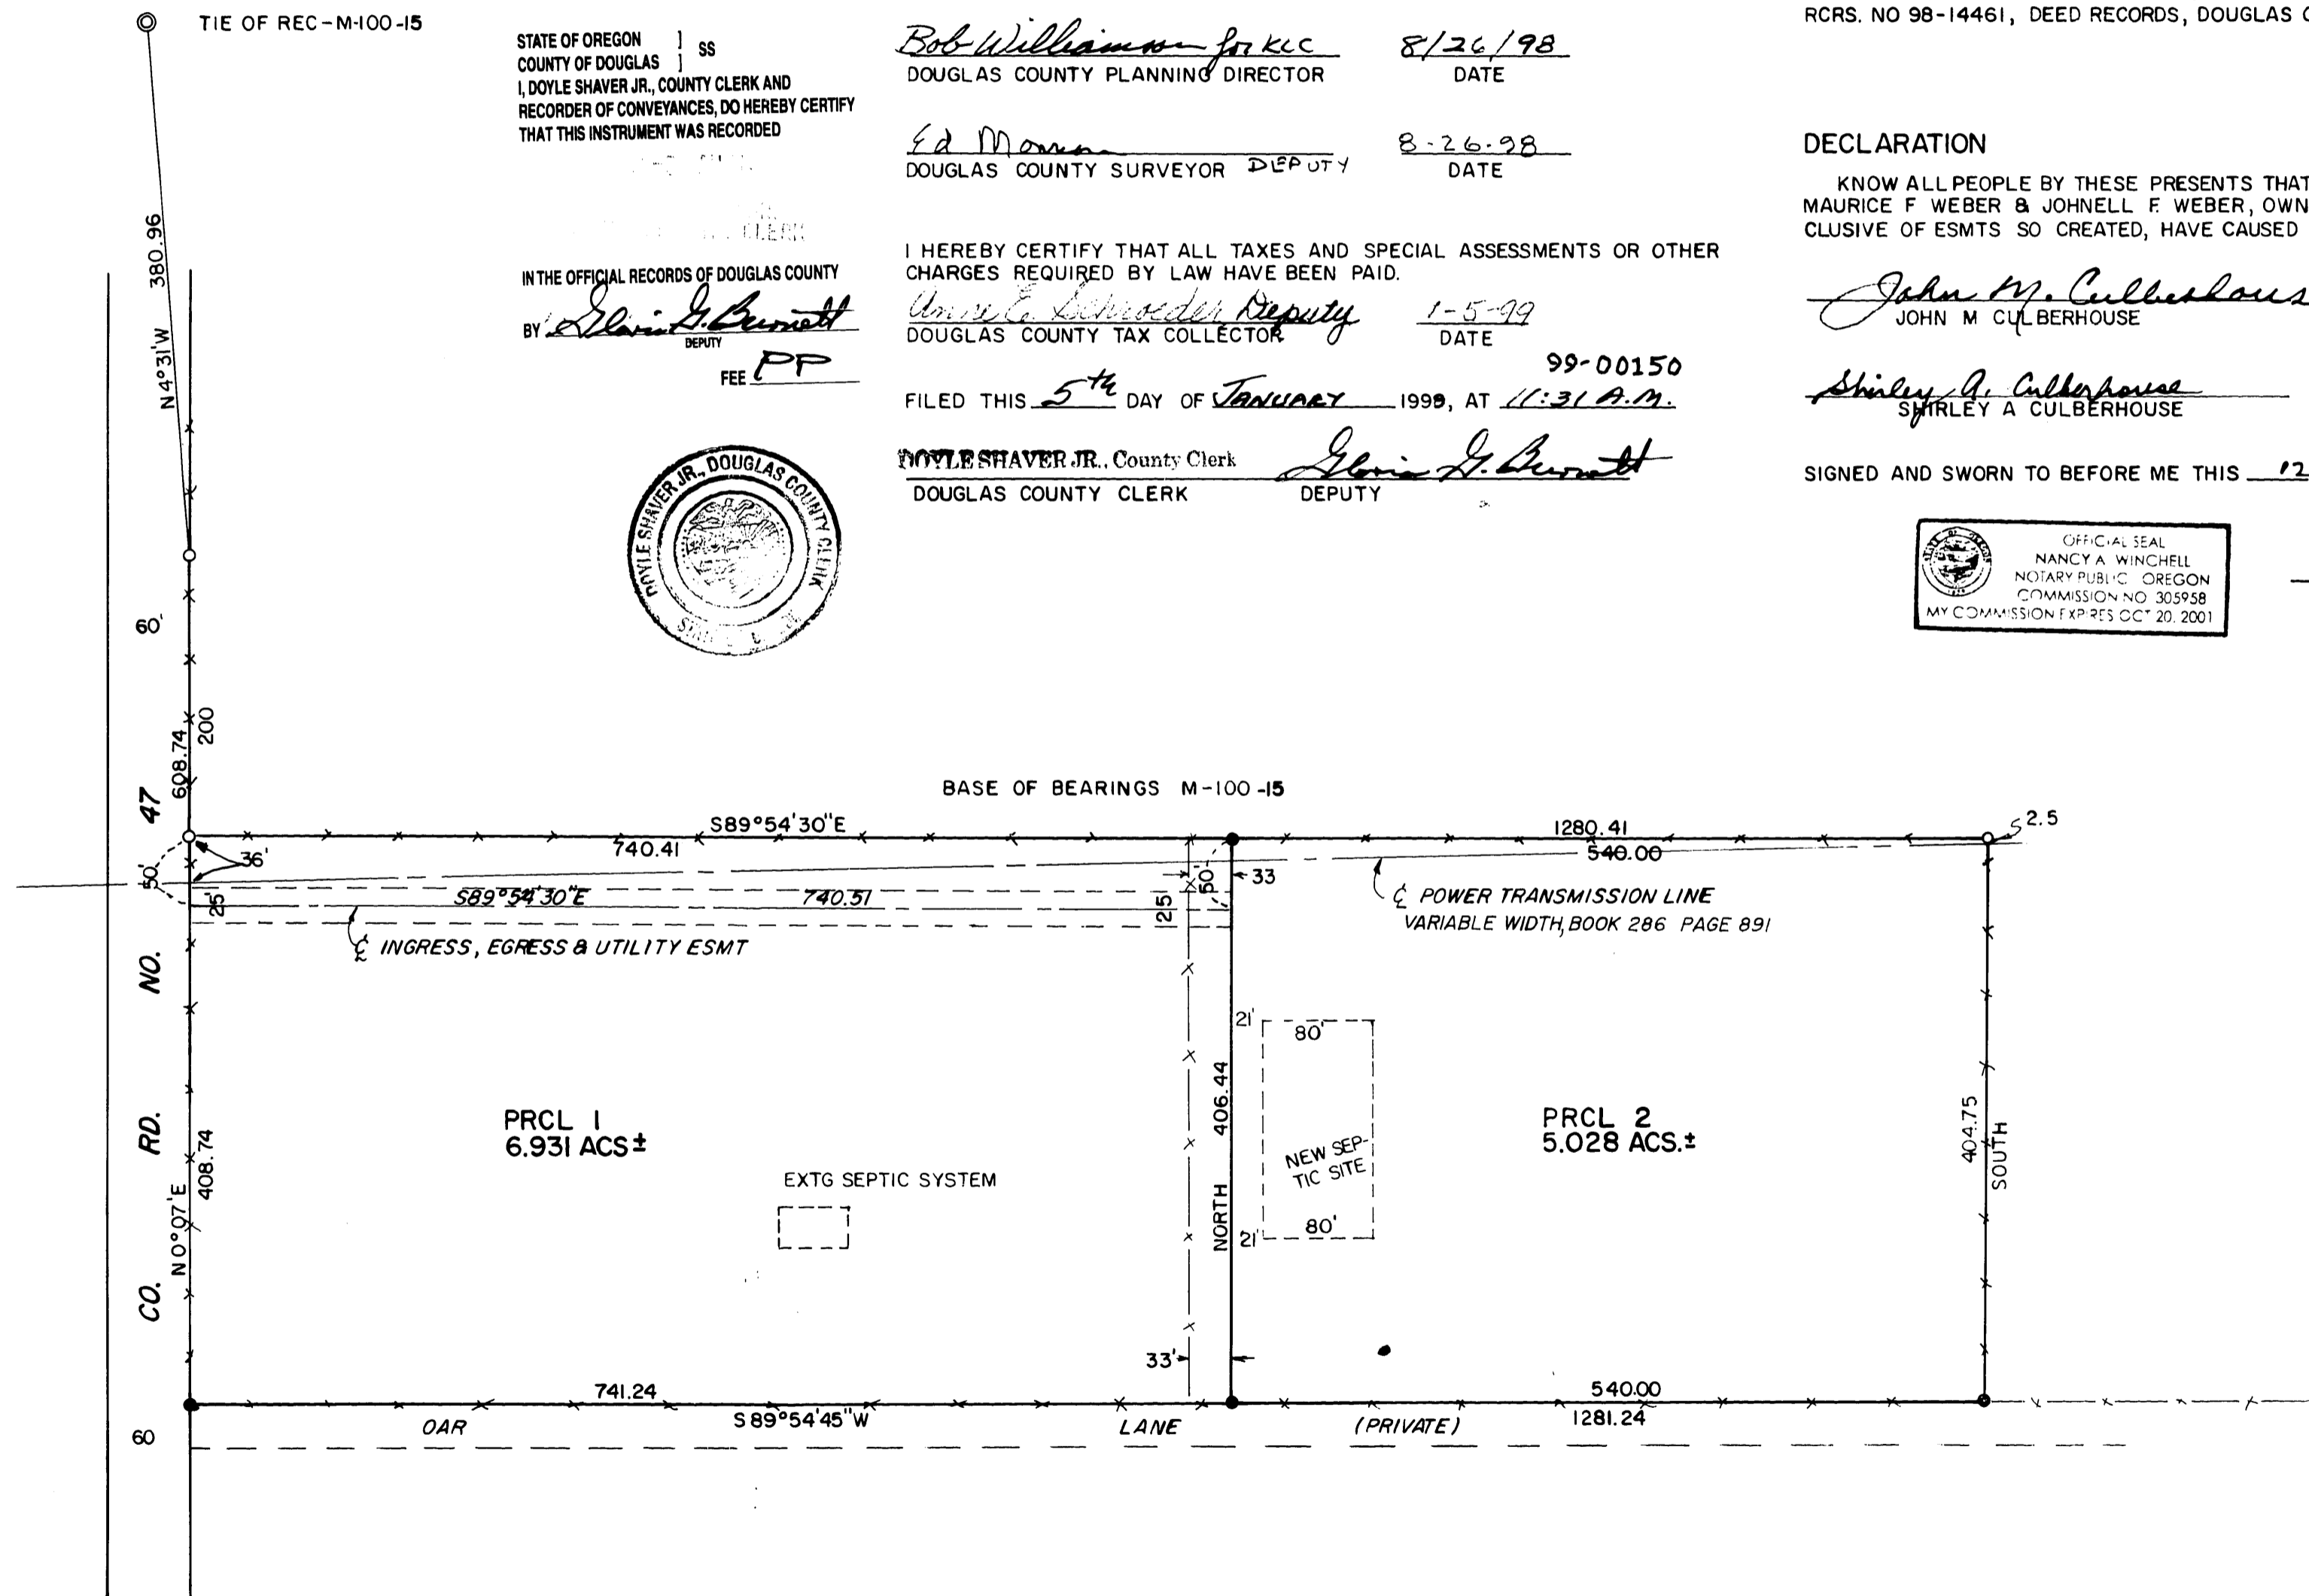 TIE OF REC-M-100-15
STATE OF OREGON ] SS
COUNTY OF DOUGLAS ]
I, DOYLE SHAVER JR., COUNTY CLERK AND
RECORDER OF CONVEYANCES, DO HEREBY CERTIFY
THAT THIS INSTRUMENT WAS RECORDED
CLERK
IN THE OFFICIAL RECORDS OF DOUGLAS COUNTY
BY Gloria G. Burnett
DEPUTY
FEE PP
DOYLE SHAVER JR., DOUGLAS COUNTY CLERK
Bob Williamson for KLC 8/26/98
DOUGLAS COUNTY PLANNING DIRECTOR DATE
Ed 8-26-98
DOUGLAS COUNTY SURVEYOR DEPUTY DATE
I HEREBY CERTIFY THAT ALL TAXES AND SPECIAL ASSESSMENTS OR OTHER
CHARGES REQUIRED BY LAW HAVE BEEN PAID.
Anne E. Schroeder Deputy 1-5-99
DOUGLAS COUNTY TAX COLLECTOR DATE
99-00150
FILED THIS 5th DAY OF JANUARY 1999, AT 11:31 A.M.
DOYLE SHAVER JR., County Clerk Gloria G. Burnett
DOUGLAS COUNTY CLERK DEPUTY
RCRS. NO 98-14461, DEED RECORDS, DOUGLAS
DECLARATION
KNOW ALL PEOPLE BY THESE PRESENTS THAT
MAURICE F WEBER & JOHNELL F. WEBER, OWN
CLUSIVE OF ESMTS SO CREATED, HAVE CAUSED
John M. Culberhous
JOHN M CULBERHOUSE
Shirley A. Culberhouse
SHIRLEY A CULBERHOUSE
SIGNED AND SWORN TO BEFORE ME THIS 12
OFFICIAL SEAL
NANCY A WINCHELL
NOTARY PUBLIC OREGON
COMMISSION NO 305958
MY COMMISSION EXPIRES OCT 20, 2001
N 4°31'W 380.96
60'
608.74
200
BASE OF BEARINGS M-100-15
S89°54'30"E
740.41
1280.41
540.00
2.5
36'
50'
25'
S89°54'30"E 740.51
25
50'
33
℄ POWER TRANSMISSION LINE
VARIABLE WIDTH, BOOK 286 PAGE 891
℄ INGRESS, EGRESS & UTILITY ESMT
CO. RD. NO. 47
N 0°07'E
408.74
PRCL 1
6.931 ACS±
EXTG SEPTIC SYSTEM
NORTH 406.44
21' 80'
NEW SEP-
TIC SITE
21' 80'
PRCL 2
5.028 ACS.±
404.75
SOUTH
33'
741.24
S89°54'45"W
540.00
1281.24
OAR LANE (PRIVATE)
60